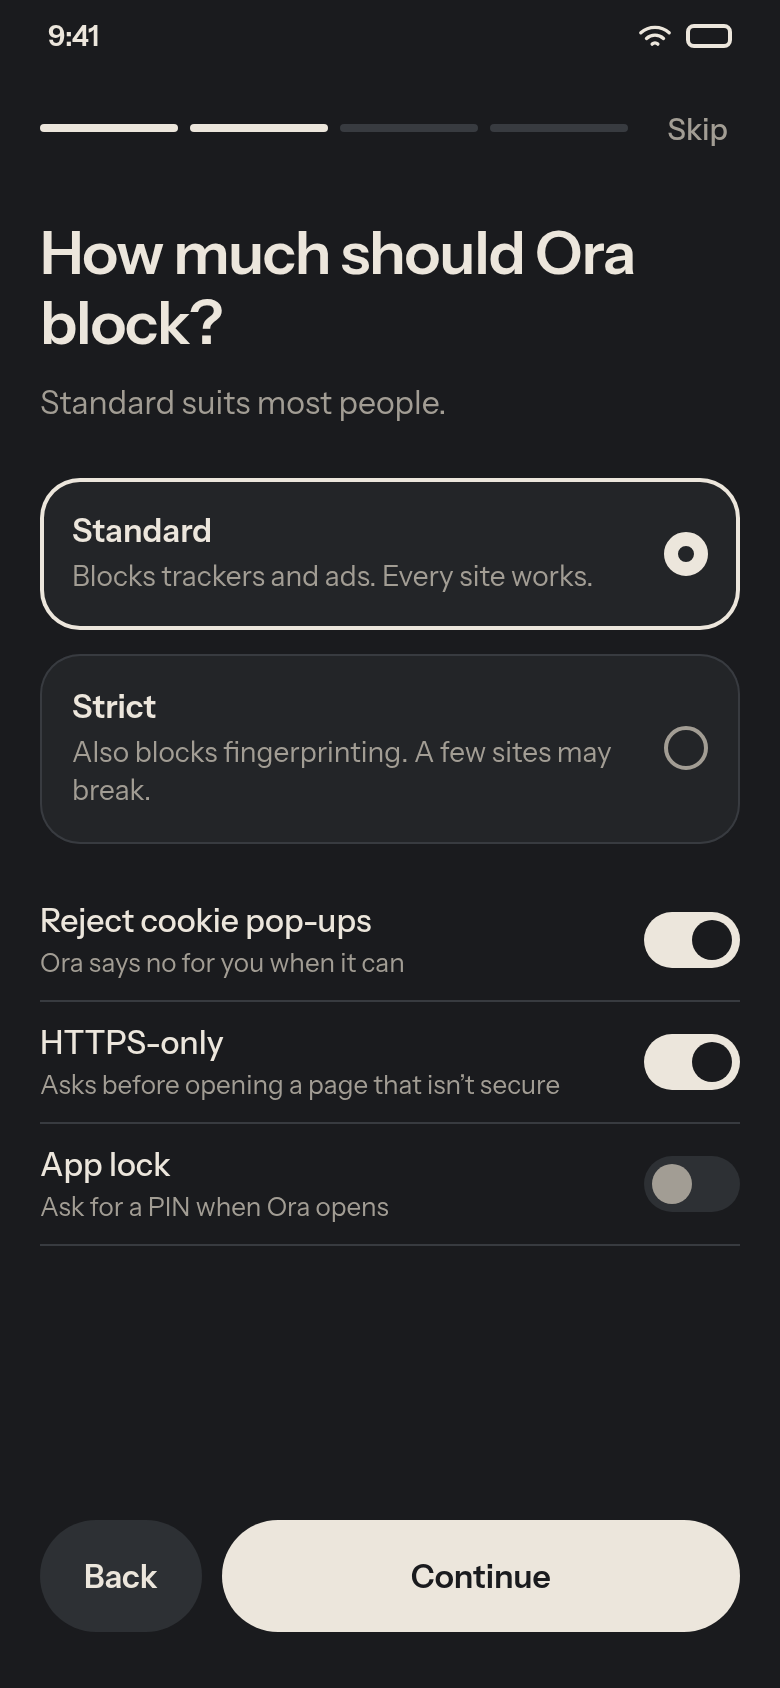 9:41
Skip
How much should Ora
block?
Standard suits most people.
Standard
Blocks trackers and ads. Every site works.
Strict
Also blocks fingerprinting. A few sites may
break.
Reject cookie pop-ups
Ora says no for you when it can
HTTPS-only
Asks before opening a page that isn’t secure
App lock
Ask for a PIN when Ora opens
Back
Continue